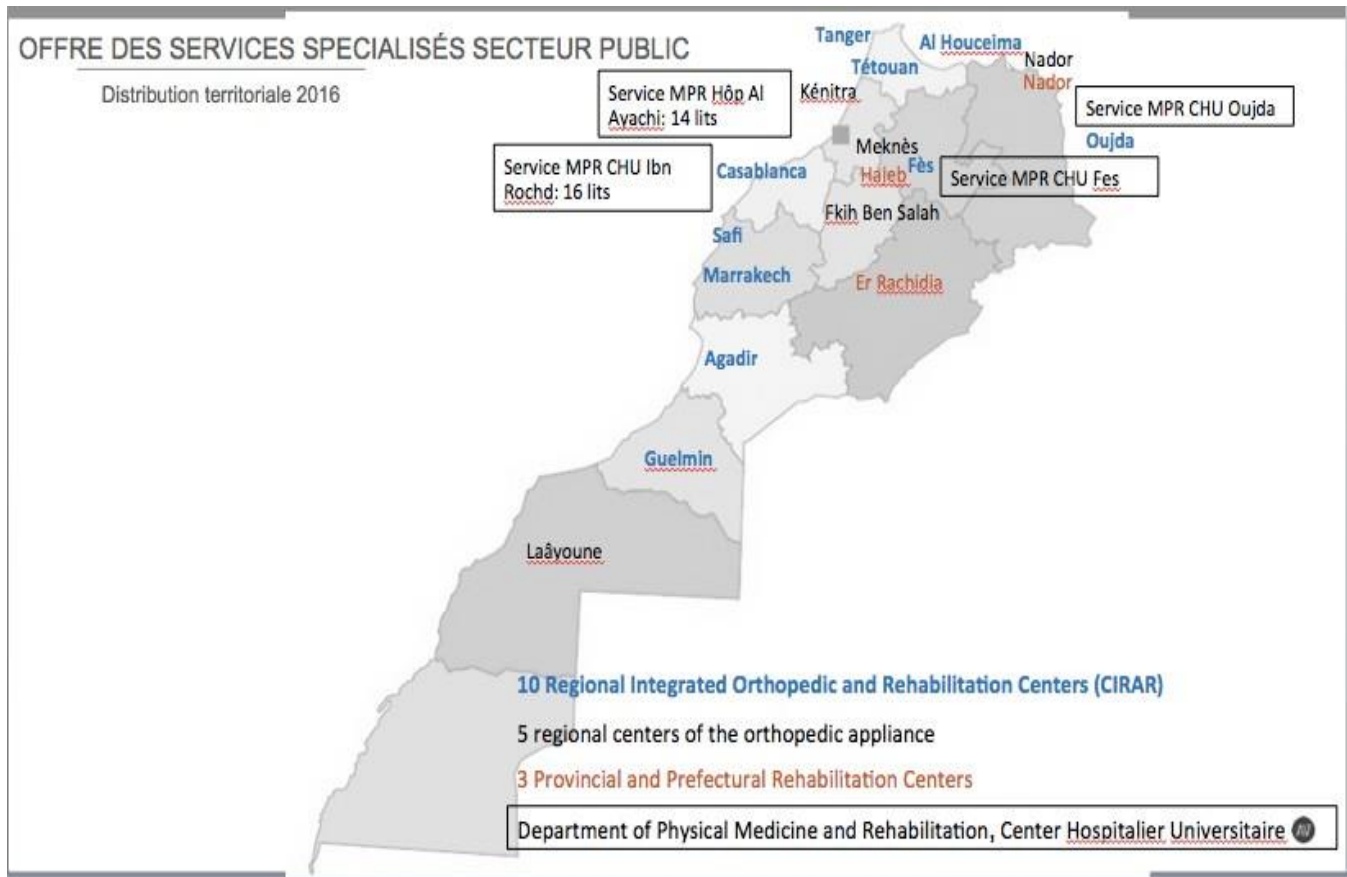 OFFRE DES SERVICES SPECIALISÉS SECTEUR PUBLIC
Distribution territoriale 2016
Tanger
Al Houceima
Tétouan
Nador
Nador
Service MPR Hôp Al
Ayachi: 14 lits
Kénitra
Service MPR CHU Oujda
Oujda
Meknès
Service MPR CHU Ibn
Rochd: 16 lits
Casablanca
Hajeb
Fès
Service MPR CHU Fes
Fkih Ben Salah
Safi
Marrakech
Er Rachidia
Agadir
Guelmin
Laâyoune
10 Regional Integrated Orthopedic and Rehabilitation Centers (CIRAR)
5 regional centers of the orthopedic appliance
3 Provincial and Prefectural Rehabilitation Centers
Department of Physical Medicine and Rehabilitation, Center Hospitalier Universitaire